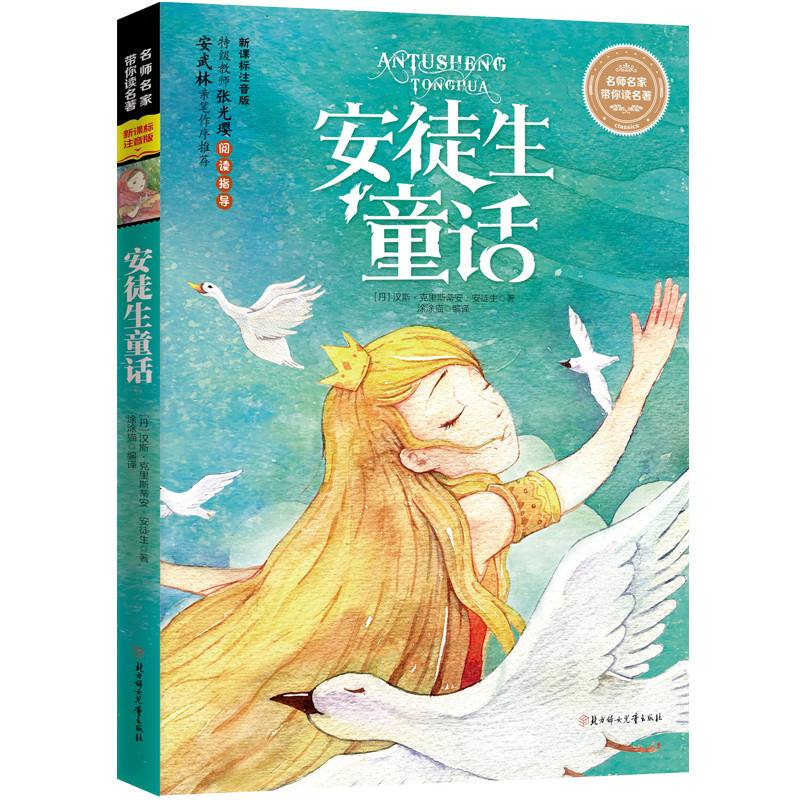 名师名家
带你读名著
新课标
注音版
安徒生童话
[丹]汉斯·克里斯蒂安·安徒生◎著
涂涂猫◎编译
北方妇女儿童出版社
新课标注音版
特级教师张光璎阅读指导
安武林亲笔作序推荐
ANTUSHENG
TONGHUA
安徒生
童话
[丹]汉斯·克里斯蒂安·安徒生◎著
涂涂猫◎编译
名师名家
带你读名著
classics
北方妇女儿童出版社